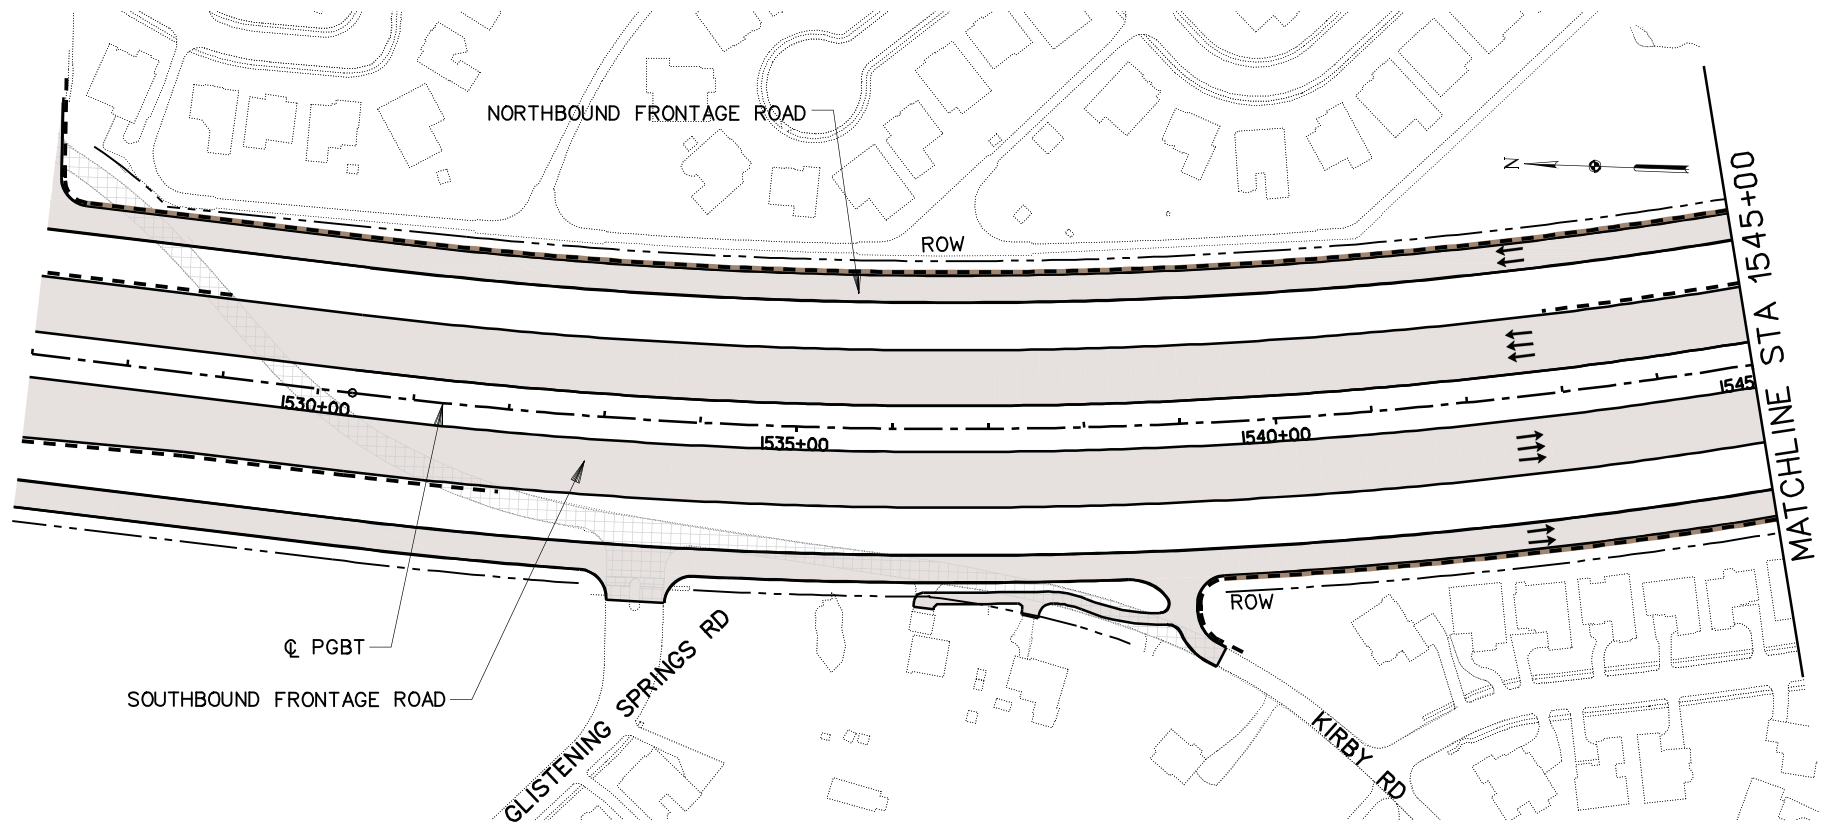 NORTHBOUND FRONTAGE ROAD
N
ROW
1530+00
1535+00
1540+00
1545
MATCHLINE STA 1545+00
ROW
℄ PGBT
SOUTHBOUND FRONTAGE ROAD
GLISTENING SPRINGS RD
KIRBY RD